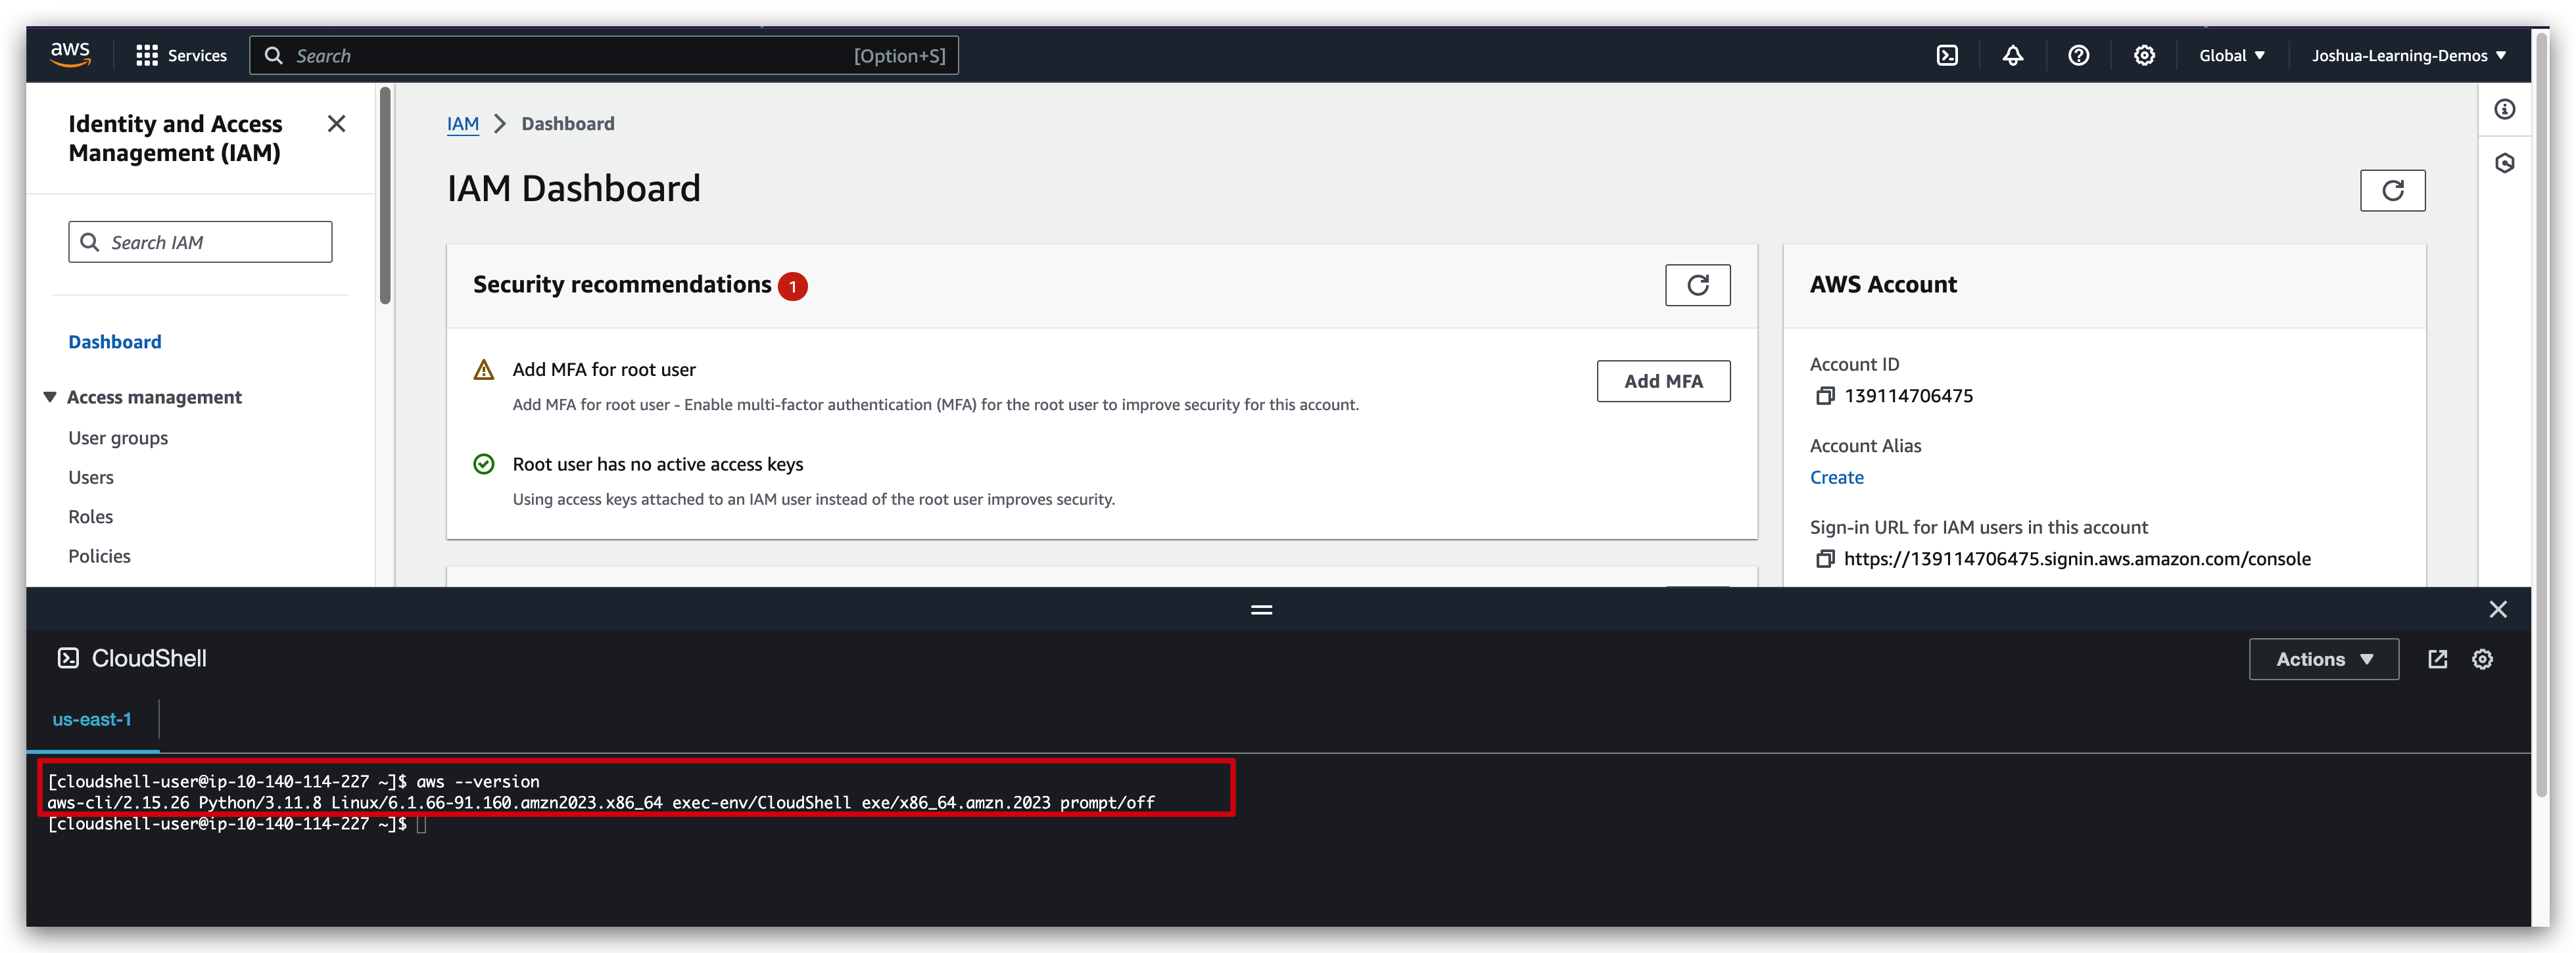 aws
Services
Search
[Option+S]
Global
Joshua-Learning-Demos
Identity and Access
Management (IAM)
Search IAM
Dashboard
Access management
User groups
Users
Roles
Policies
IAM
Dashboard
IAM Dashboard
Security recommendations 1
Add MFA for root user
Add MFA for root user - Enable multi-factor authentication (MFA) for the root user to improve security for this account.
Add MFA
Root user has no active access keys
Using access keys attached to an IAM user instead of the root user improves security.
AWS Account
Account ID
139114706475
Account Alias
Create
Sign-in URL for IAM users in this account
https://139114706475.signin.aws.amazon.com/console
CloudShell
Actions
us-east-1
[cloudshell-user@ip-10-140-114-227 ~]$ aws --version
aws-cli/2.15.26 Python/3.11.8 Linux/6.1.66-91.160.amzn2023.x86_64 exec-env/CloudShell exe/x86_64.amzn.2023 prompt/off
[cloudshell-user@ip-10-140-114-227 ~]$